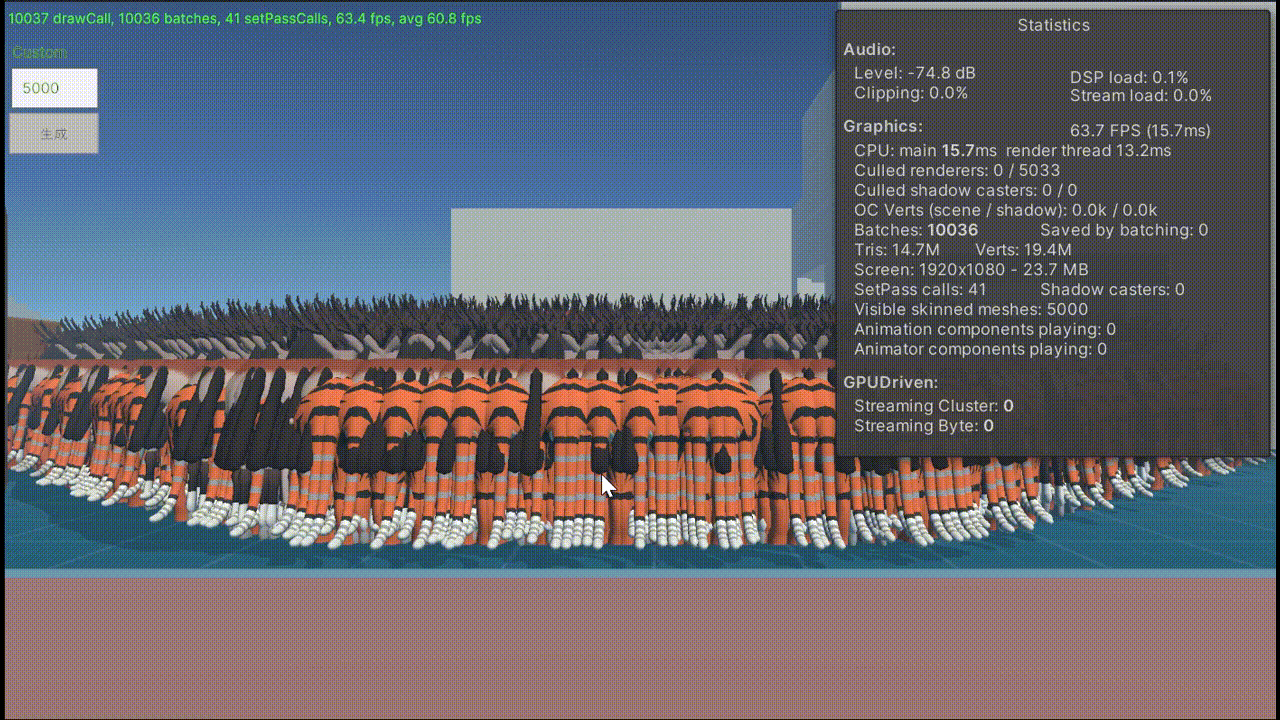 10037 drawCall, 10036 batches, 41 setPassCalls, 63.4 fps, avg 60.8 fps
Custom
5000
生成
Statistics
Audio:
Level: -74.8 dB DSP load: 0.1%
Clipping: 0.0% Stream load: 0.0%
Graphics: 63.7 FPS (15.7ms)
CPU: main 15.7ms render thread 13.2ms
Culled renderers: 0 / 5033
Culled shadow casters: 0 / 0
OC Verts (scene / shadow): 0.0k / 0.0k
Batches: 10036 Saved by batching: 0
Tris: 14.7M Verts: 19.4M
Screen: 1920x1080 - 23.7 MB
SetPass calls: 41 Shadow casters: 0
Visible skinned meshes: 5000
Animation components playing: 0
Animator components playing: 0
GPUDriven:
Streaming Cluster: 0
Streaming Byte: 0